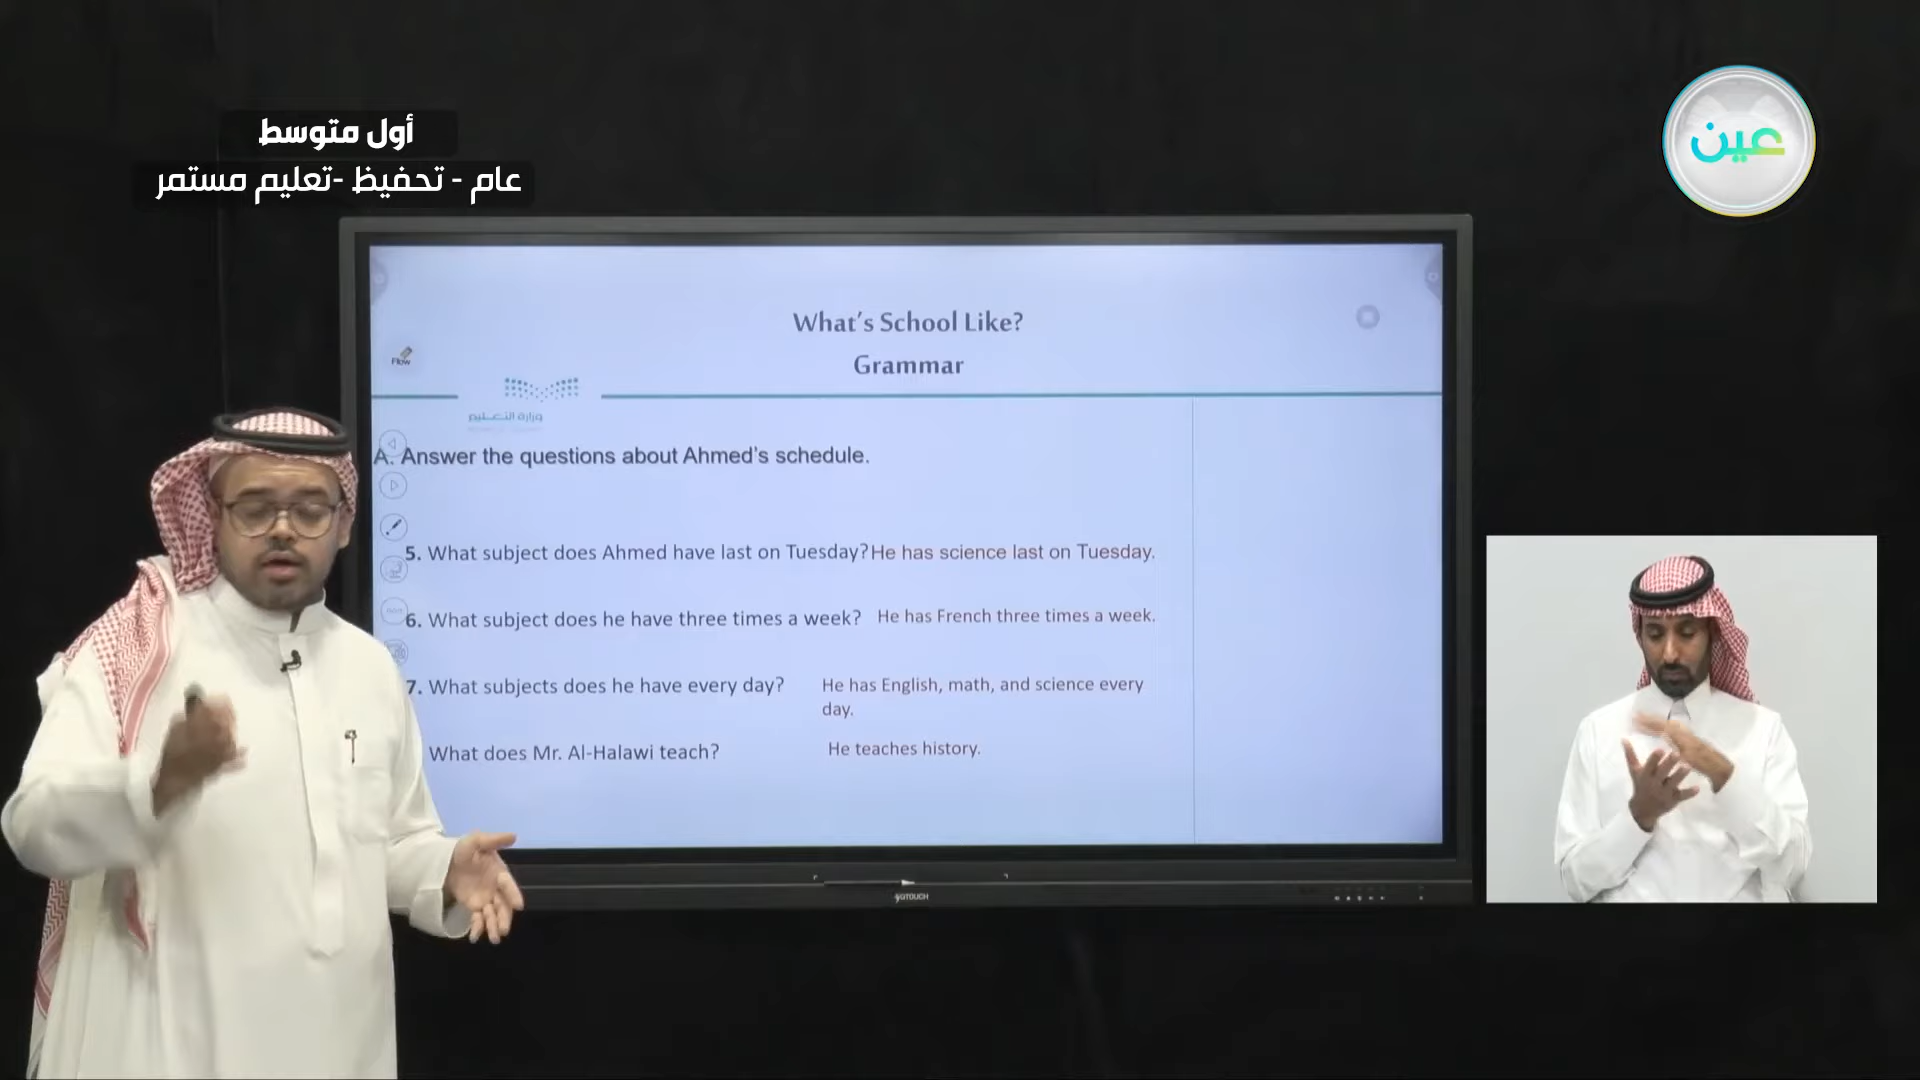 أول متوسط
عام - تحفيظ -تعليم مستمر
عين
What's School Like?
Grammar
Flow
وزارة التعليم
A. Answer the questions about Ahmed's schedule.
5. What subject does Ahmed have last on Tuesday? He has science last on Tuesday.
6. What subject does he have three times a week? He has French three times a week.
7. What subjects does he have every day? He has English, math, and science every
day.
What does Mr. Al-Halawi teach? He teaches history.